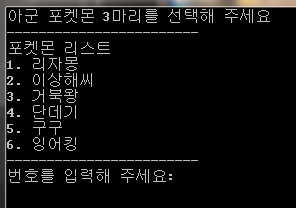 아군 포켓몬 3마리를 선택해 주세요
------------------------
포켓몬 리스트
1. 리자몽
2. 이상해씨
3. 거북왕
4. 단데기
5. 구구
6. 잉어킹
------------------------
번호를 입력해 주세요: